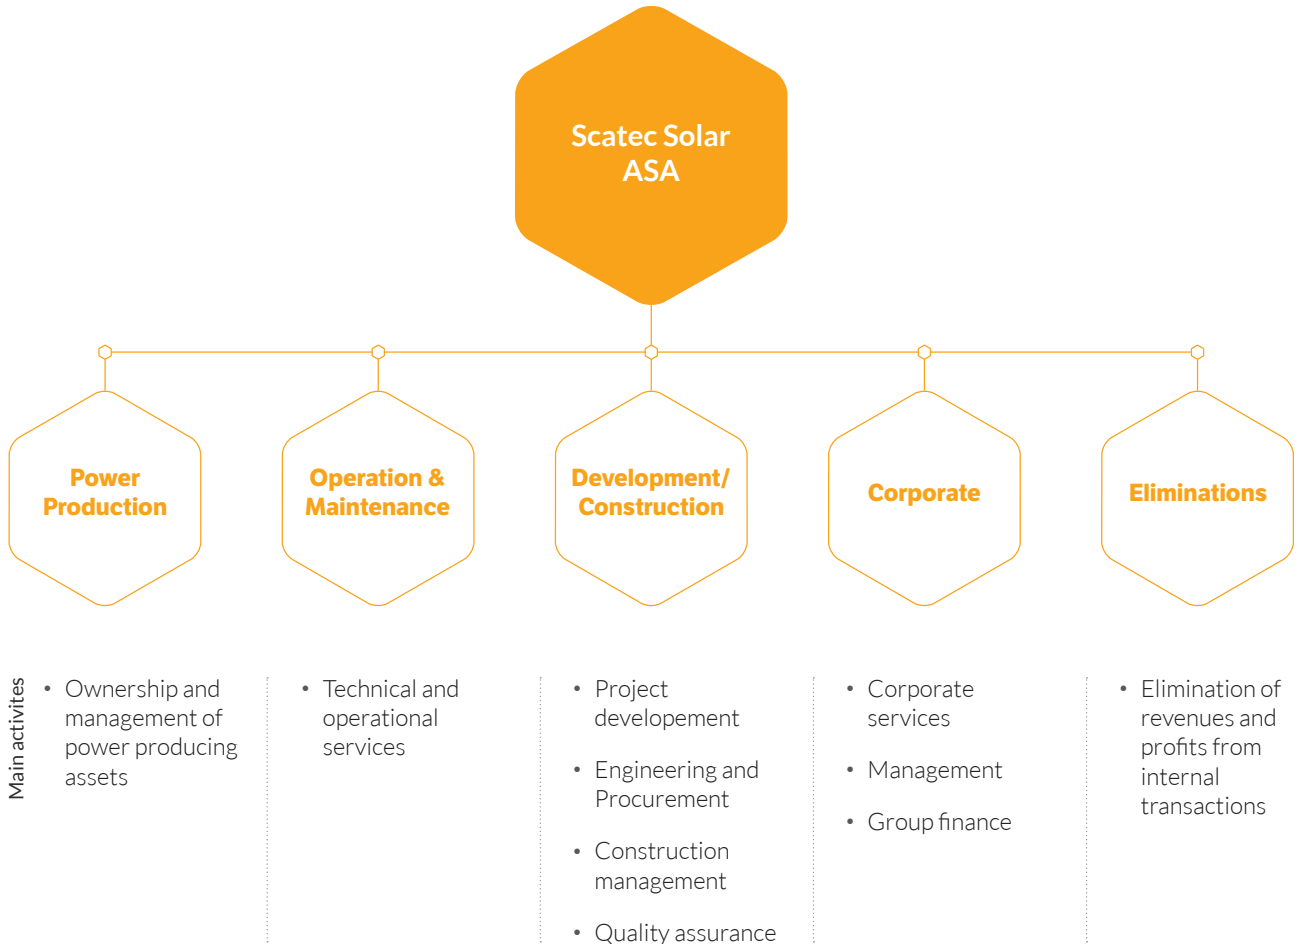 Scatec Solar
ASA
Power
Production
Operation &
Maintenance
Development/
Construction
Corporate
Eliminations
Main activites
• Ownership and
management of
power producing
assets
• Technical and
operational
services
• Project
developement
• Engineering and
Procurement
• Construction
management
• Quality assurance
• Corporate
services
• Management
• Group finance
• Elimination of
revenues and
profits from
internal
transactions